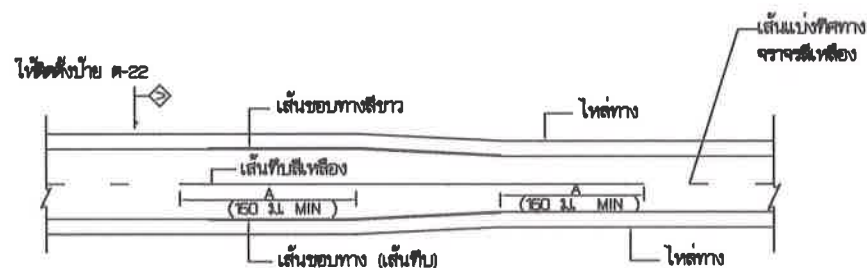 เส้นแบ่งทิศทาง
จราจรสีเหลือง
ให้ติดตั้งป้าย ต-22
เส้นขอบทางสีขาว
ไหล่ทาง
เส้นทึบสีเหลือง
A
(150 ม. MIN )
A
(150 ม. MIN )
เส้นขอบทาง (เส้นทึบ)
ไหล่ทาง